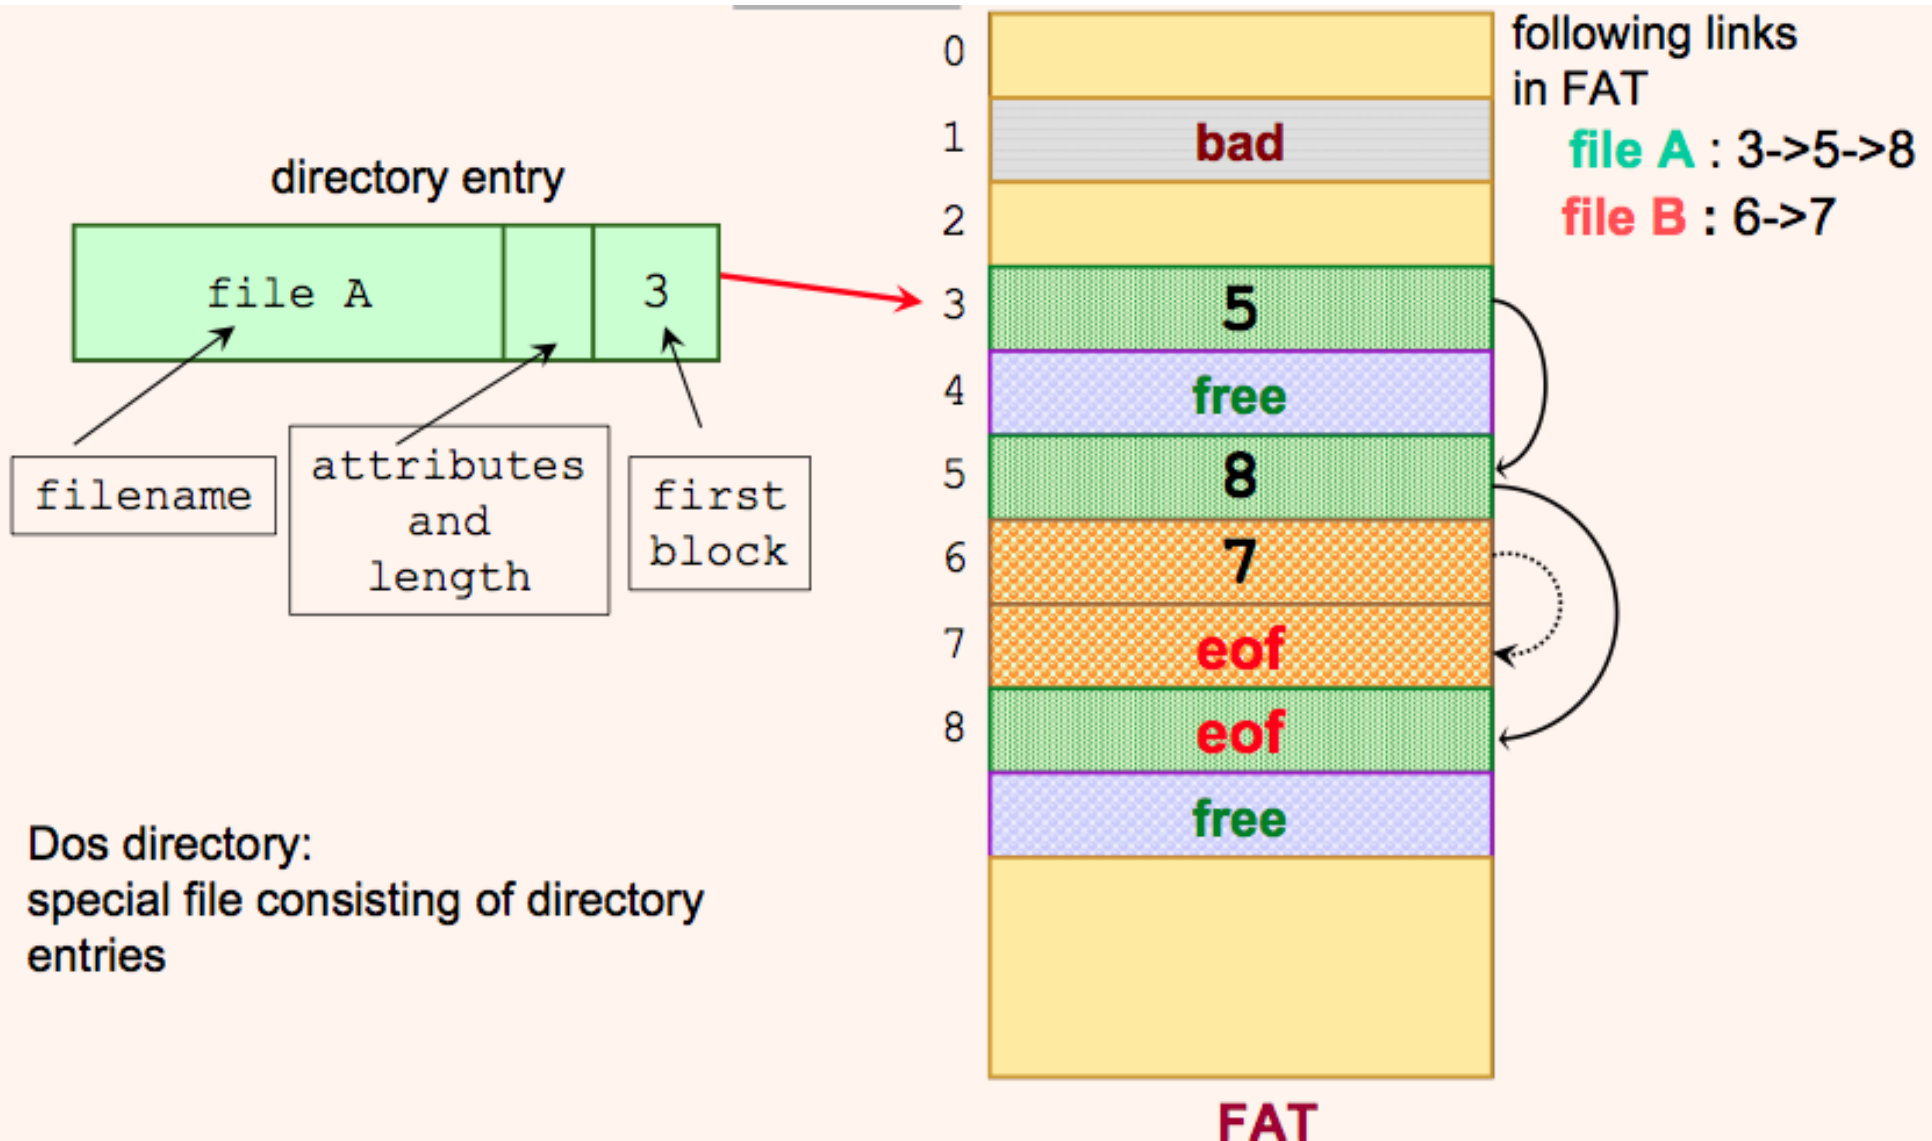 directory entry
file A
3
filename
attributes
and
length
first
block
Dos directory:
special file consisting of directory
entries
0
1
bad
2
3
5
4
free
5
8
6
7
7
eof
8
eof
free
FAT
following links
in FAT
file A : 3->5->8
file B : 6->7